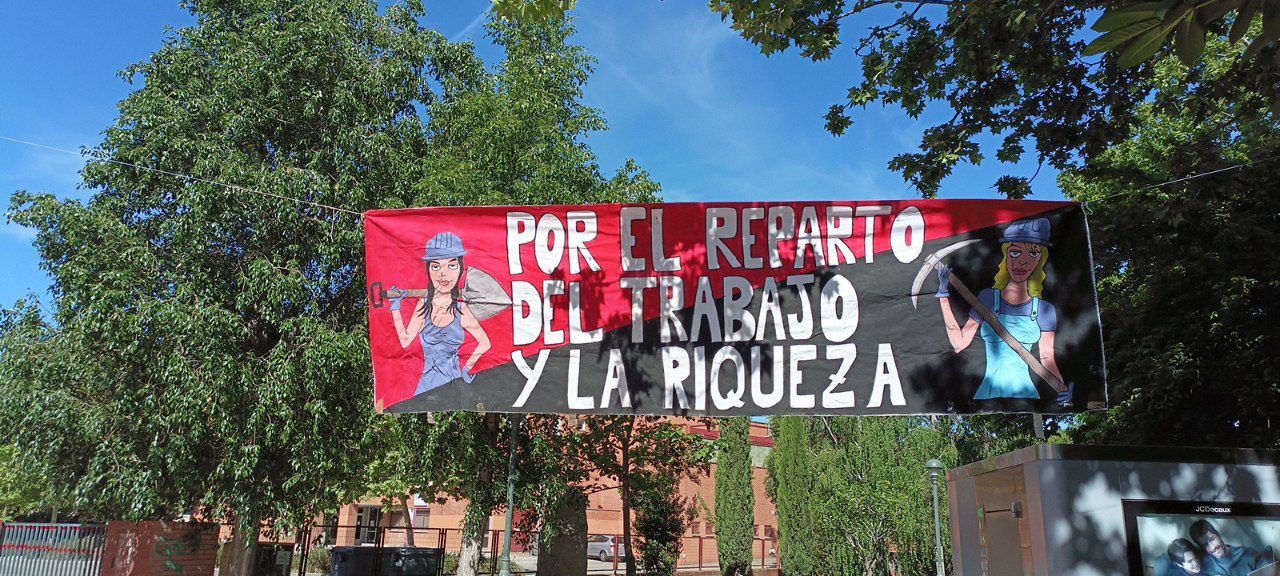 POR EL REPARTO
DEL TRABAJO
Y LA RIQUEZA
JCDecaux